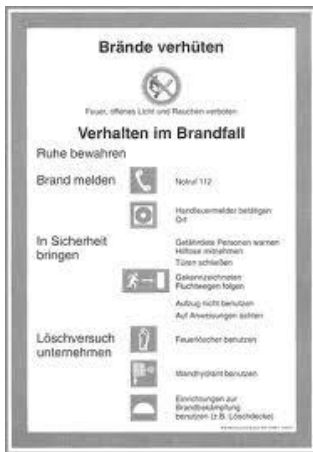 Brände verhüten
Feuer, offenes Licht und Rauchen verboten
Verhalten im Brandfall
Ruhe bewahren
Brand melden
Notruf 112
Handfeuermelder betätigen
Ort
In Sicherheit
bringen
Gefährdete Personen warnen
Hilflose mitnehmen
Türen schließen
Gekennzeichneten
Fluchtwegen folgen
Aufzug nicht benutzen
Auf Anweisungen achten
Löschversuch
unternehmen
Feuerlöscher benutzen
Wandhydrant benutzen
Einrichtungen zur
Brandbekämpfung
benutzen (z.B. Löschdecke)